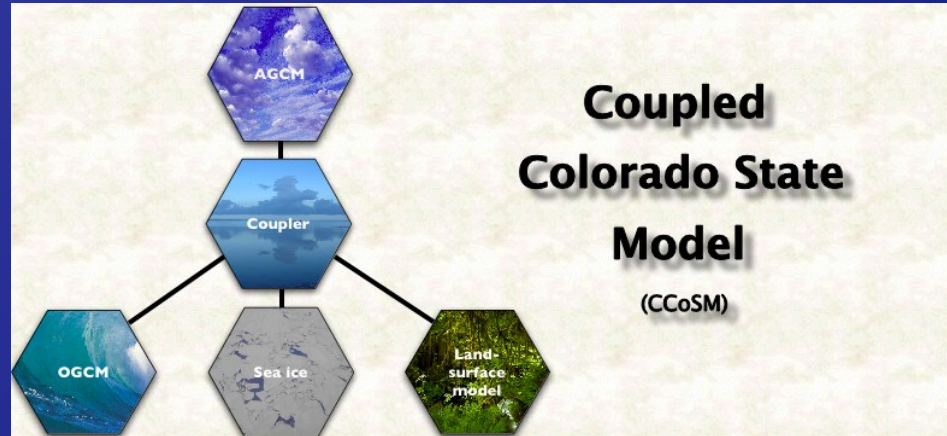 AGCM
Coupler
OGCM
Sea ice
Land-
surface
model
Coupled
Colorado State
Model
(CCoSM)